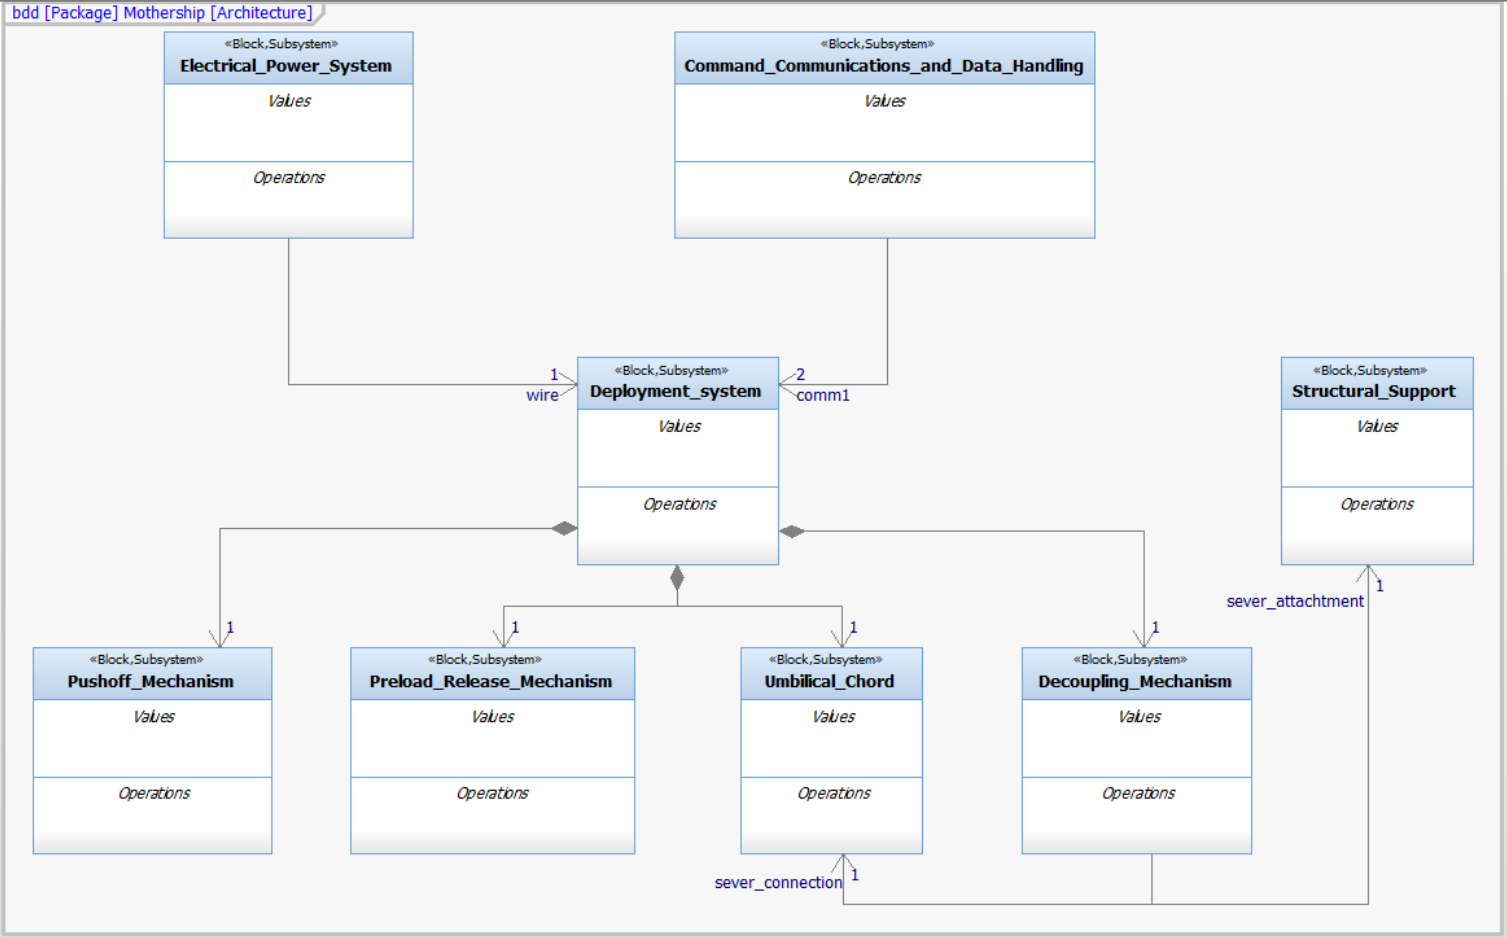 bdd [Package] Mothership [Architecture]
«Block,Subsystem»
Electrical_Power_System
Values
Operations
«Block,Subsystem»
Command_Communications_and_Data_Handling
Values
Operations
1
wire
2
comm1
«Block,Subsystem»
Deployment_system
Values
Operations
«Block,Subsystem»
Structural_Support
Values
Operations
1
sever_attachtment
1
1
1
1
«Block,Subsystem»
Pushoff_Mechanism
Values
Operations
«Block,Subsystem»
Preload_Release_Mechanism
Values
Operations
«Block,Subsystem»
Umbilical_Chord
Values
Operations
«Block,Subsystem»
Decoupling_Mechanism
Values
Operations
1
sever_connection